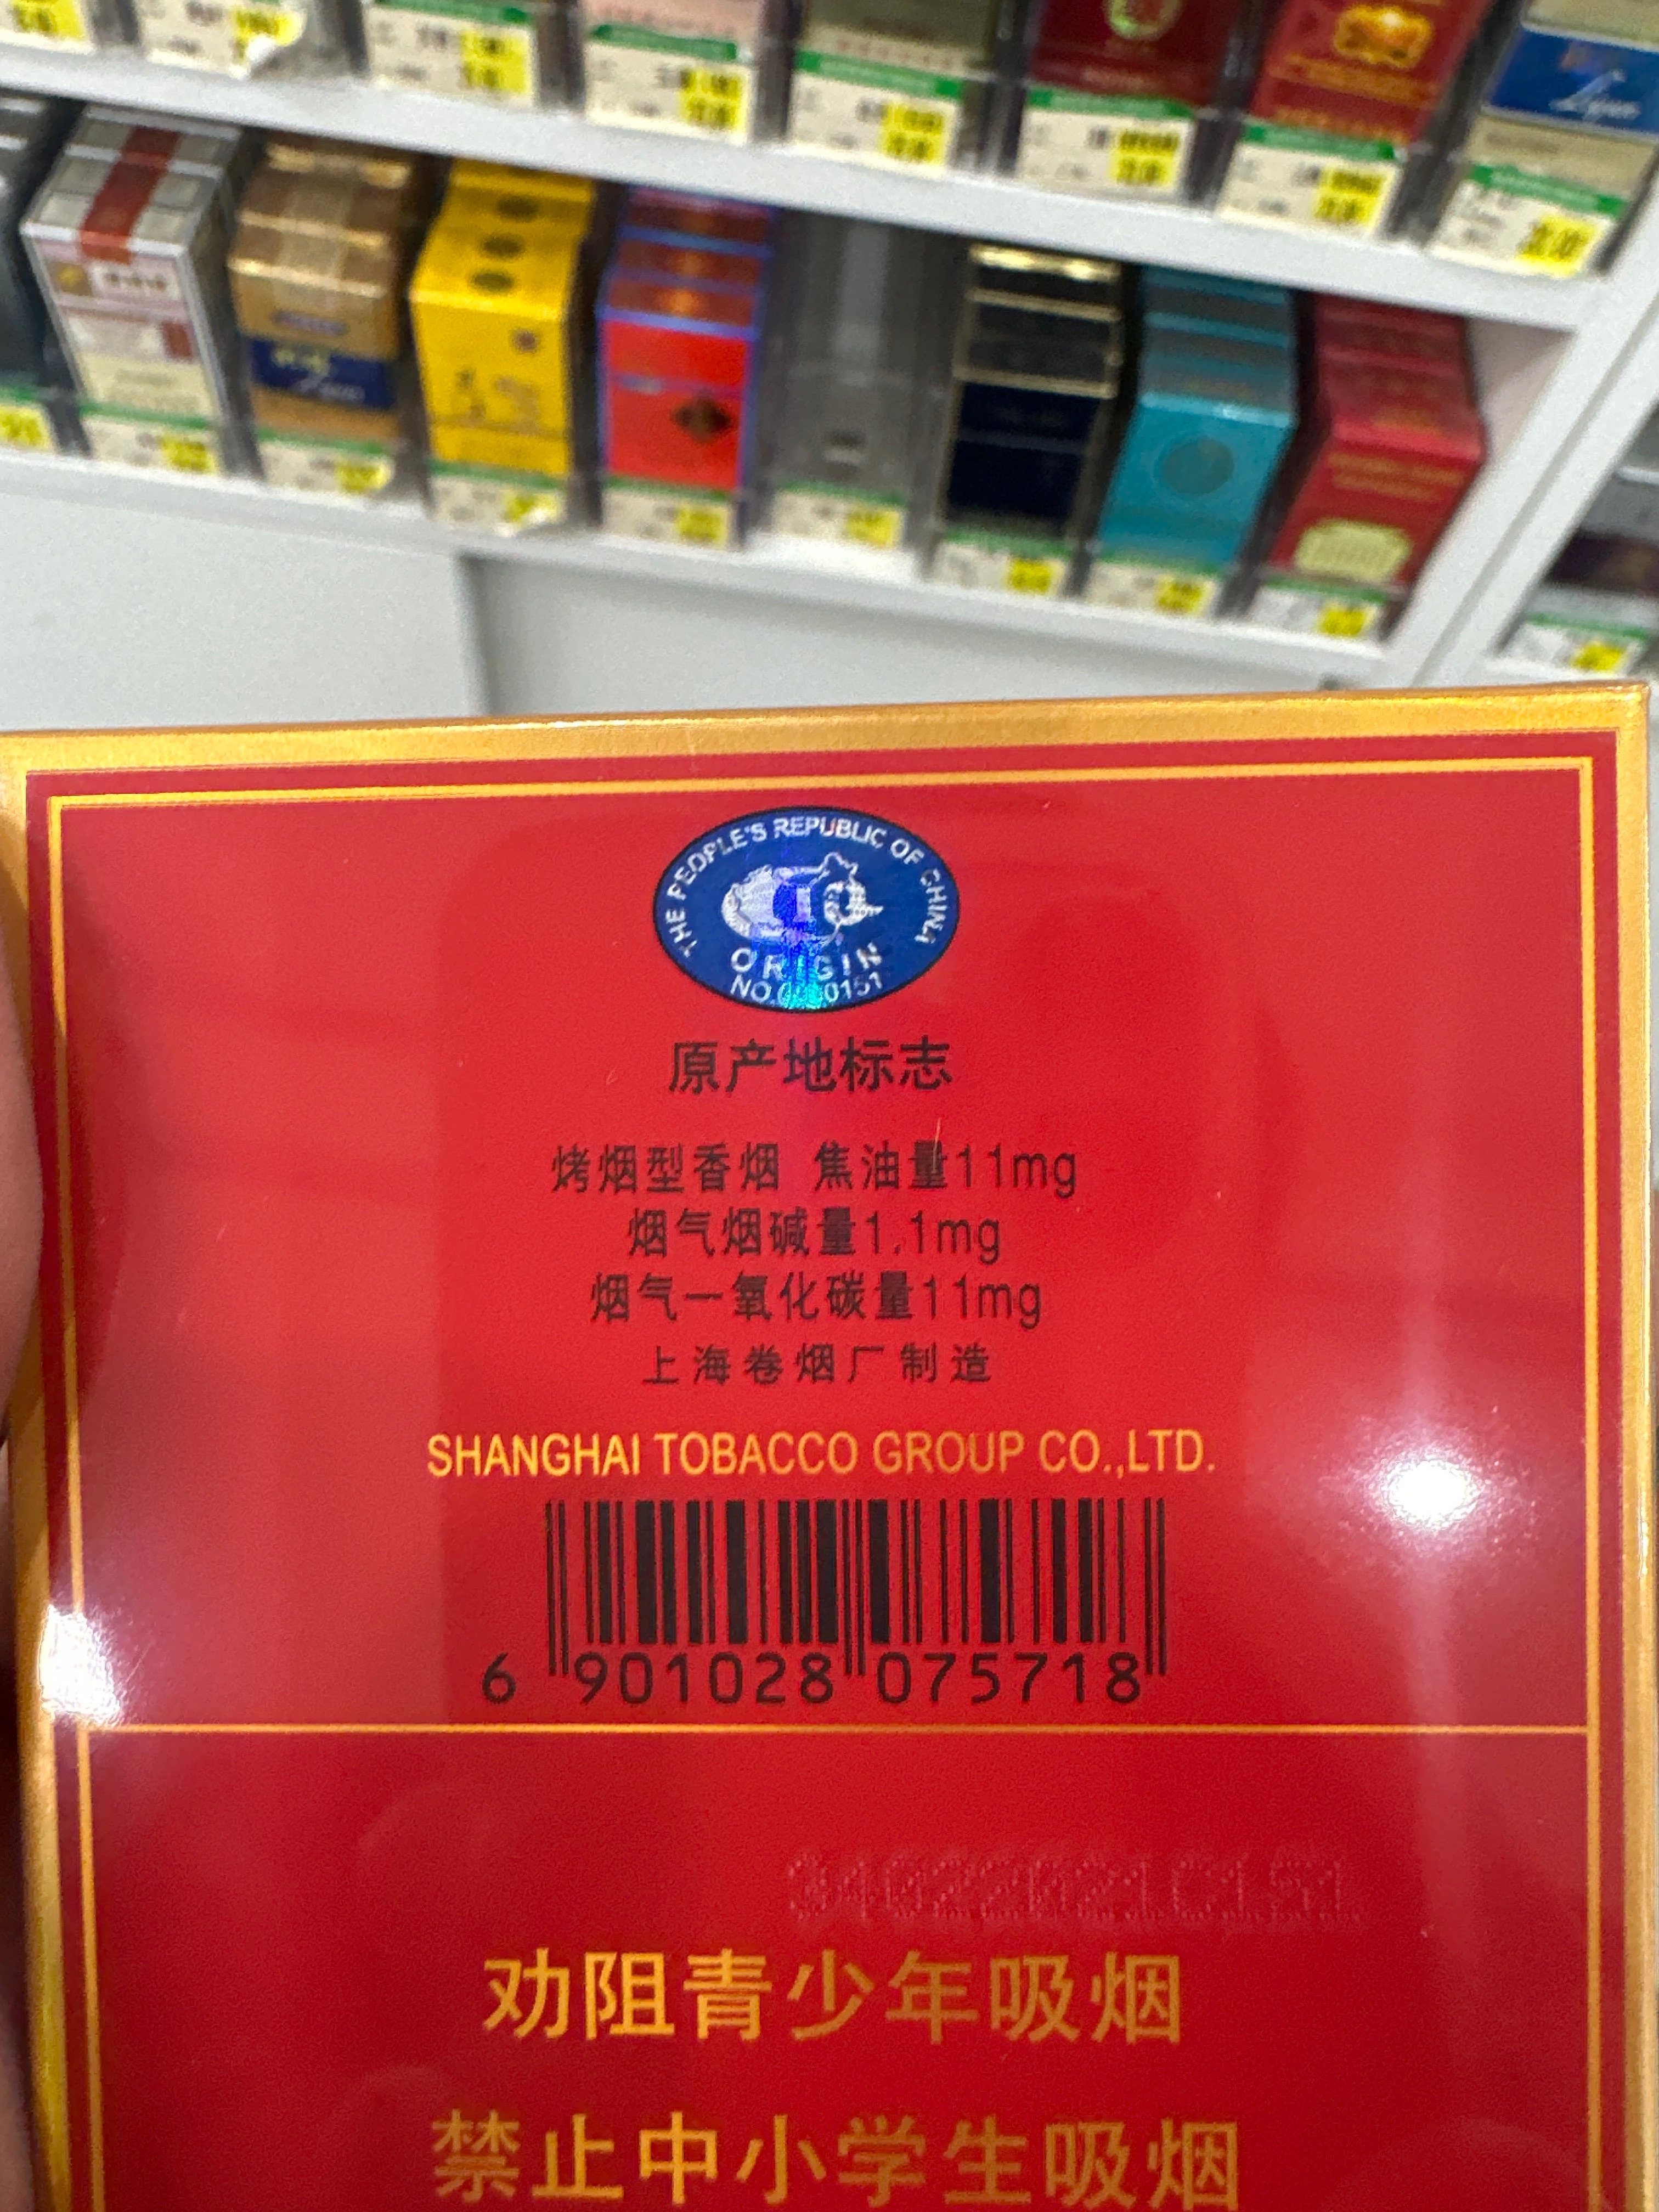 THE PEOPLE'S REPUBLIC OF CHINA
ORIGIN
原产地标志
烤烟型香烟 焦油量11mg
烟气烟碱量1.1mg
烟气一氧化碳量11mg
上海卷烟厂制造
SHANGHAI TOBACCO GROUP CO.,LTD.
6 901028 075718
劝阻青少年吸烟
禁止中小学生吸烟